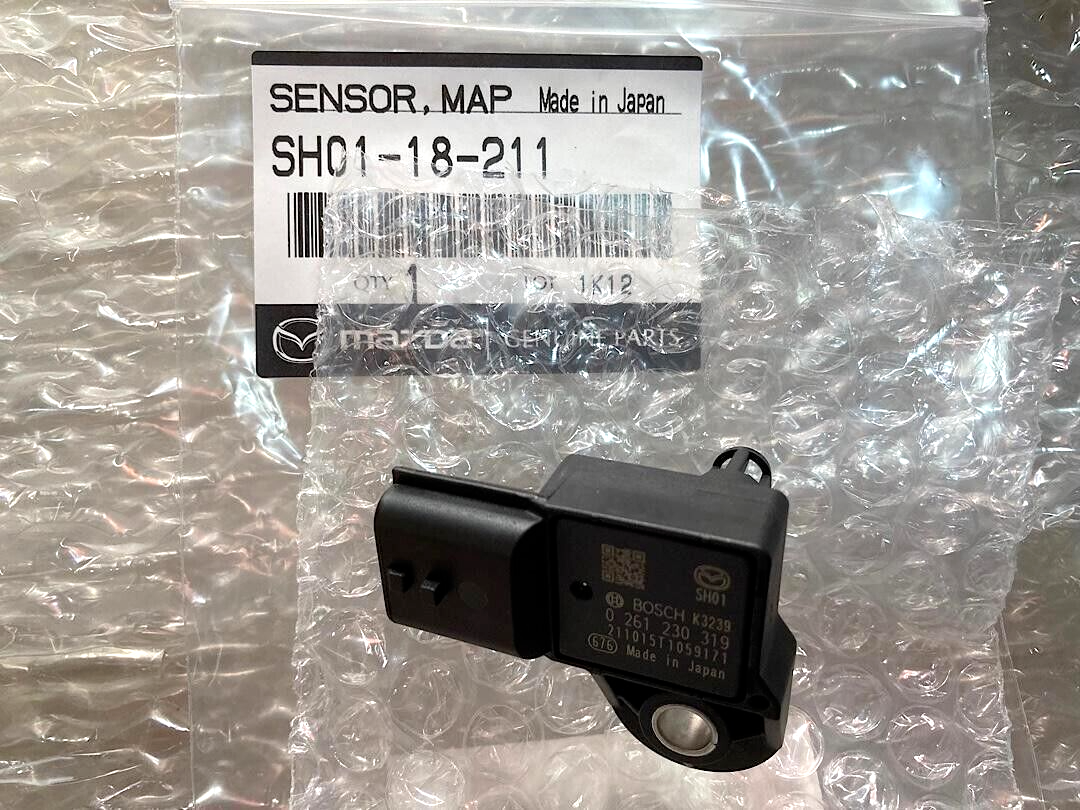 SENSOR, MAP Made in Japan
SH01-18-211
QTY 1 LOT 1K12
mazda | GENUINE PARTS
SH01
BOSCH K3239
0 261 230 319
211015T1059171
676 Made in Japan